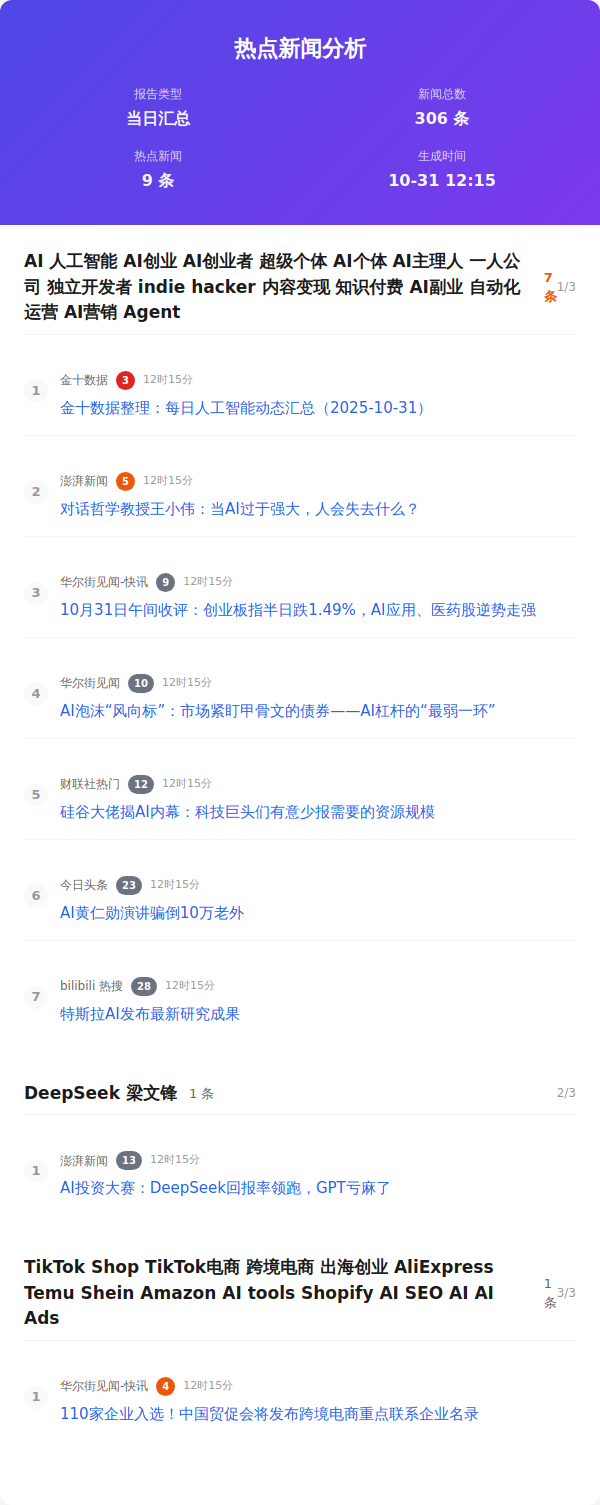 热点新闻分析
报告类型
当日汇总
新闻总数
306 条
热点新闻
9 条
生成时间
10-31 12:15
AI 人工智能 AI创业 AI创业者 超级个体 AI个体 AI主理人 一人公
司 独立开发者 indie hacker 内容变现 知识付费 AI副业 自动化
运营 AI营销 Agent
7
条
1/3
1
金十数据 3 12时15分
金十数据整理：每日人工智能动态汇总（2025-10-31）
2
澎湃新闻 5 12时15分
对话哲学教授王小伟：当AI过于强大，人会失去什么？
3
华尔街见闻-快讯 9 12时15分
10月31日午间收评：创业板指半日跌1.49%，AI应用、医药股逆势走强
4
华尔街见闻 10 12时15分
AI泡沫“风向标”：市场紧盯甲骨文的债券——AI杠杆的“最弱一环”
5
财联社热门 12 12时15分
硅谷大佬揭AI内幕：科技巨头们有意少报需要的资源规模
6
今日头条 23 12时15分
AI黄仁勋演讲骗倒10万老外
7
bilibili 热搜 28 12时15分
特斯拉AI发布最新研究成果
DeepSeek 梁文锋 1 条 2/3
1
澎湃新闻 13 12时15分
AI投资大赛：DeepSeek回报率领跑，GPT亏麻了
TikTok Shop TikTok电商 跨境电商 出海创业 AliExpress
Temu Shein Amazon AI tools Shopify AI SEO AI AI
Ads
1
条
3/3
1
华尔街见闻-快讯 4 12时15分
110家企业入选！中国贸促会将发布跨境电商重点联系企业名录